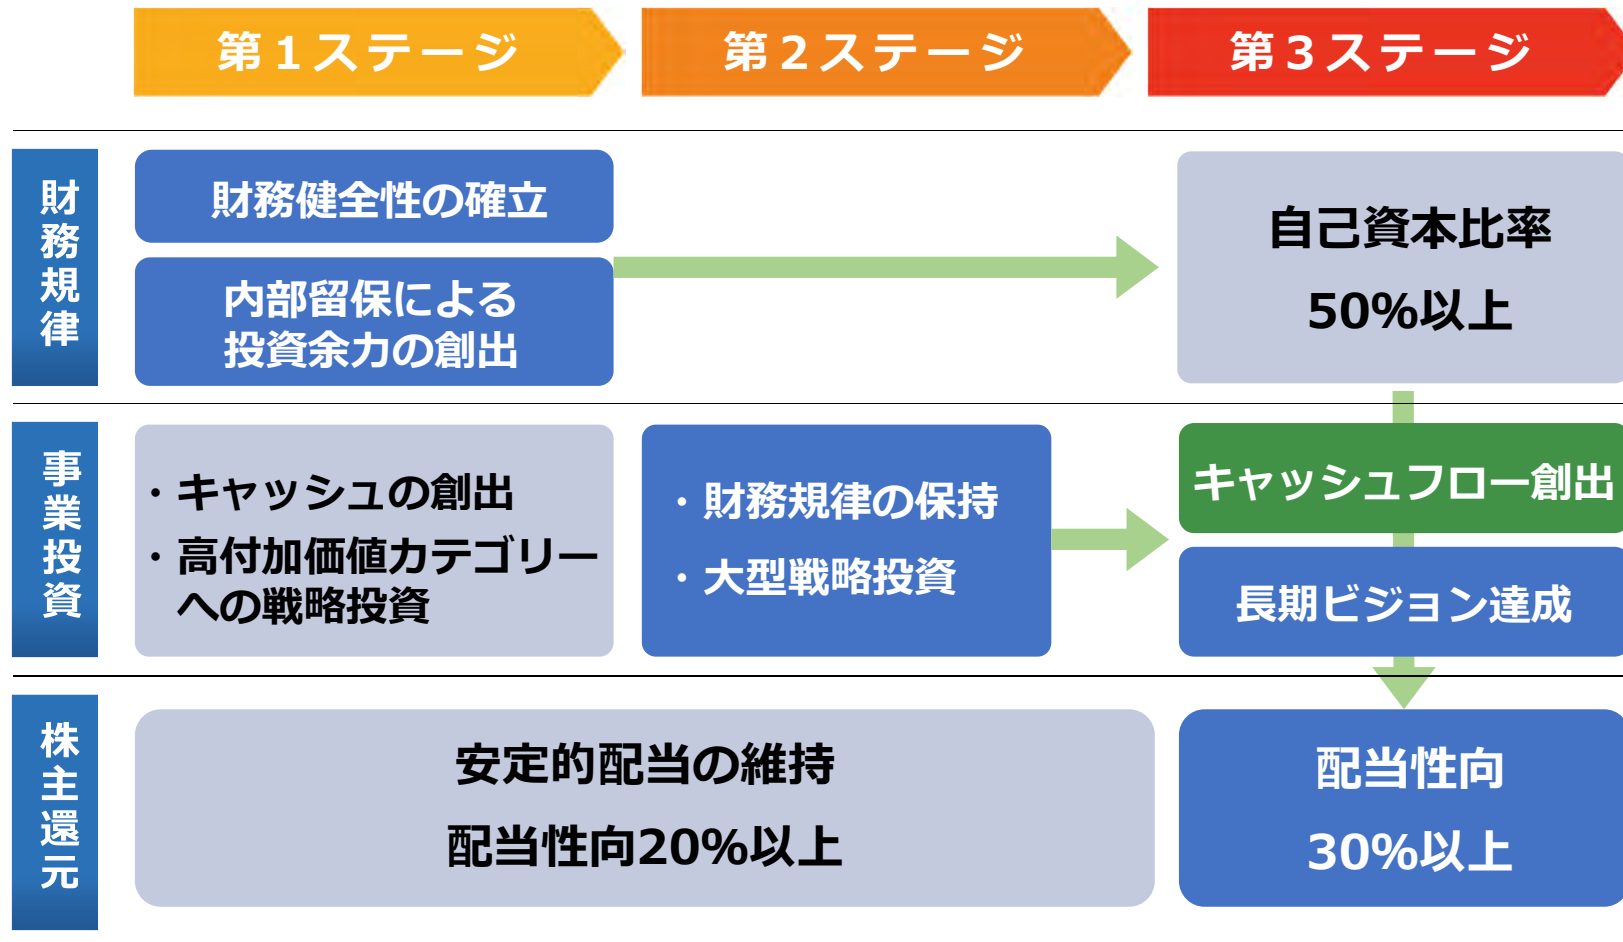 第1ステージ
第2ステージ
第3ステージ
財務規律
財務健全性の確立
内部留保による
投資余力の創出
自己資本比率
50%以上
事業投資
・キャッシュの創出
・高付加価値カテゴリー
への戦略投資
・財務規律の保持
・大型戦略投資
キャッシュフロー創出
長期ビジョン達成
株主還元
安定的配当の維持
配当性向20%以上
配当性向
30%以上